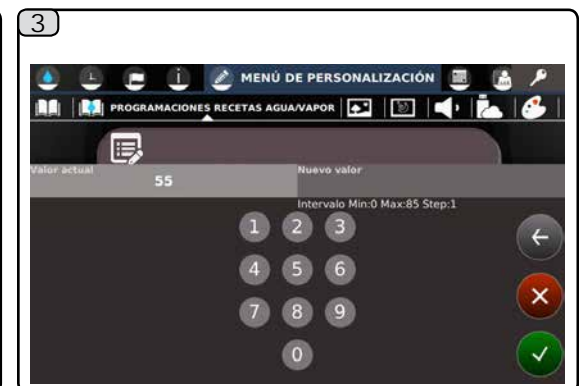 3
MENÚ DE PERSONALIZACIÓN
PROGRAMACIONES RECETAS AGUA/VAPOR
Valor actual
55
Nuevo valor
Intervalo Min:0 Max:85 Step:1
1 2 3
4 5 6
7 8 9
0